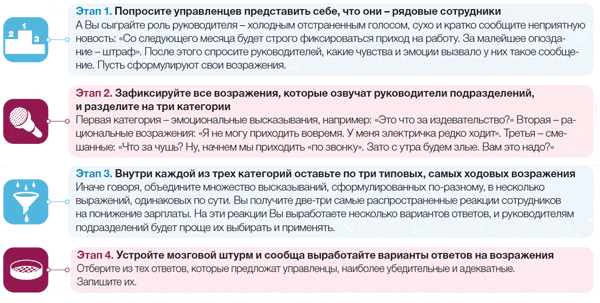 Этап 1. Попросите управленцев представить себе, что они – рядовые сотрудники
А Вы сыграйте роль руководителя – холодным отстраненным голосом, сухо и кратко сообщите неприятную
новость: «Со следующего месяца будет строго фиксироваться приход на работу. За малейшее опозда-
ние – штраф». После этого спросите руководителей, какие чувства и эмоции вызвало у них такое сообще-
ние. Пусть сформулируют свои возражения.
2 1 3
Этап 2. Зафиксируйте все возражения, которые озвучат руководители подразделений,
и разделите на три категории
Первая категория – эмоциональные высказывания, например: «Это что за издевательство?» Вторая – ра-
циональные возражения: «Я не могу приходить вовремя. У меня электричка редко ходит». Третья – сме-
шанные: «Что за чушь? Ну, начнем мы приходить «по звонку». Зато с утра будем злые. Вам это надо?»
Этап 3. Внутри каждой из трех категорий оставьте по три типовых, самых ходовых возражения
Иначе говоря, объедините множество высказываний, сформулированных по-разному, в несколько
выражений, одинаковых по сути. Вы получите две-три самые распространенные реакции сотрудников
на понижение зарплаты. На эти реакции Вы выработаете несколько вариантов ответов, и руководителям
подразделений будет проще их выбирать и применять.
Этап 4. Устройте мозговой штурм и сообща выработайте варианты ответов на возражения
Отберите из тех ответов, которые предложат управленцы, наиболее убедительные и адекватные.
Запишите их.